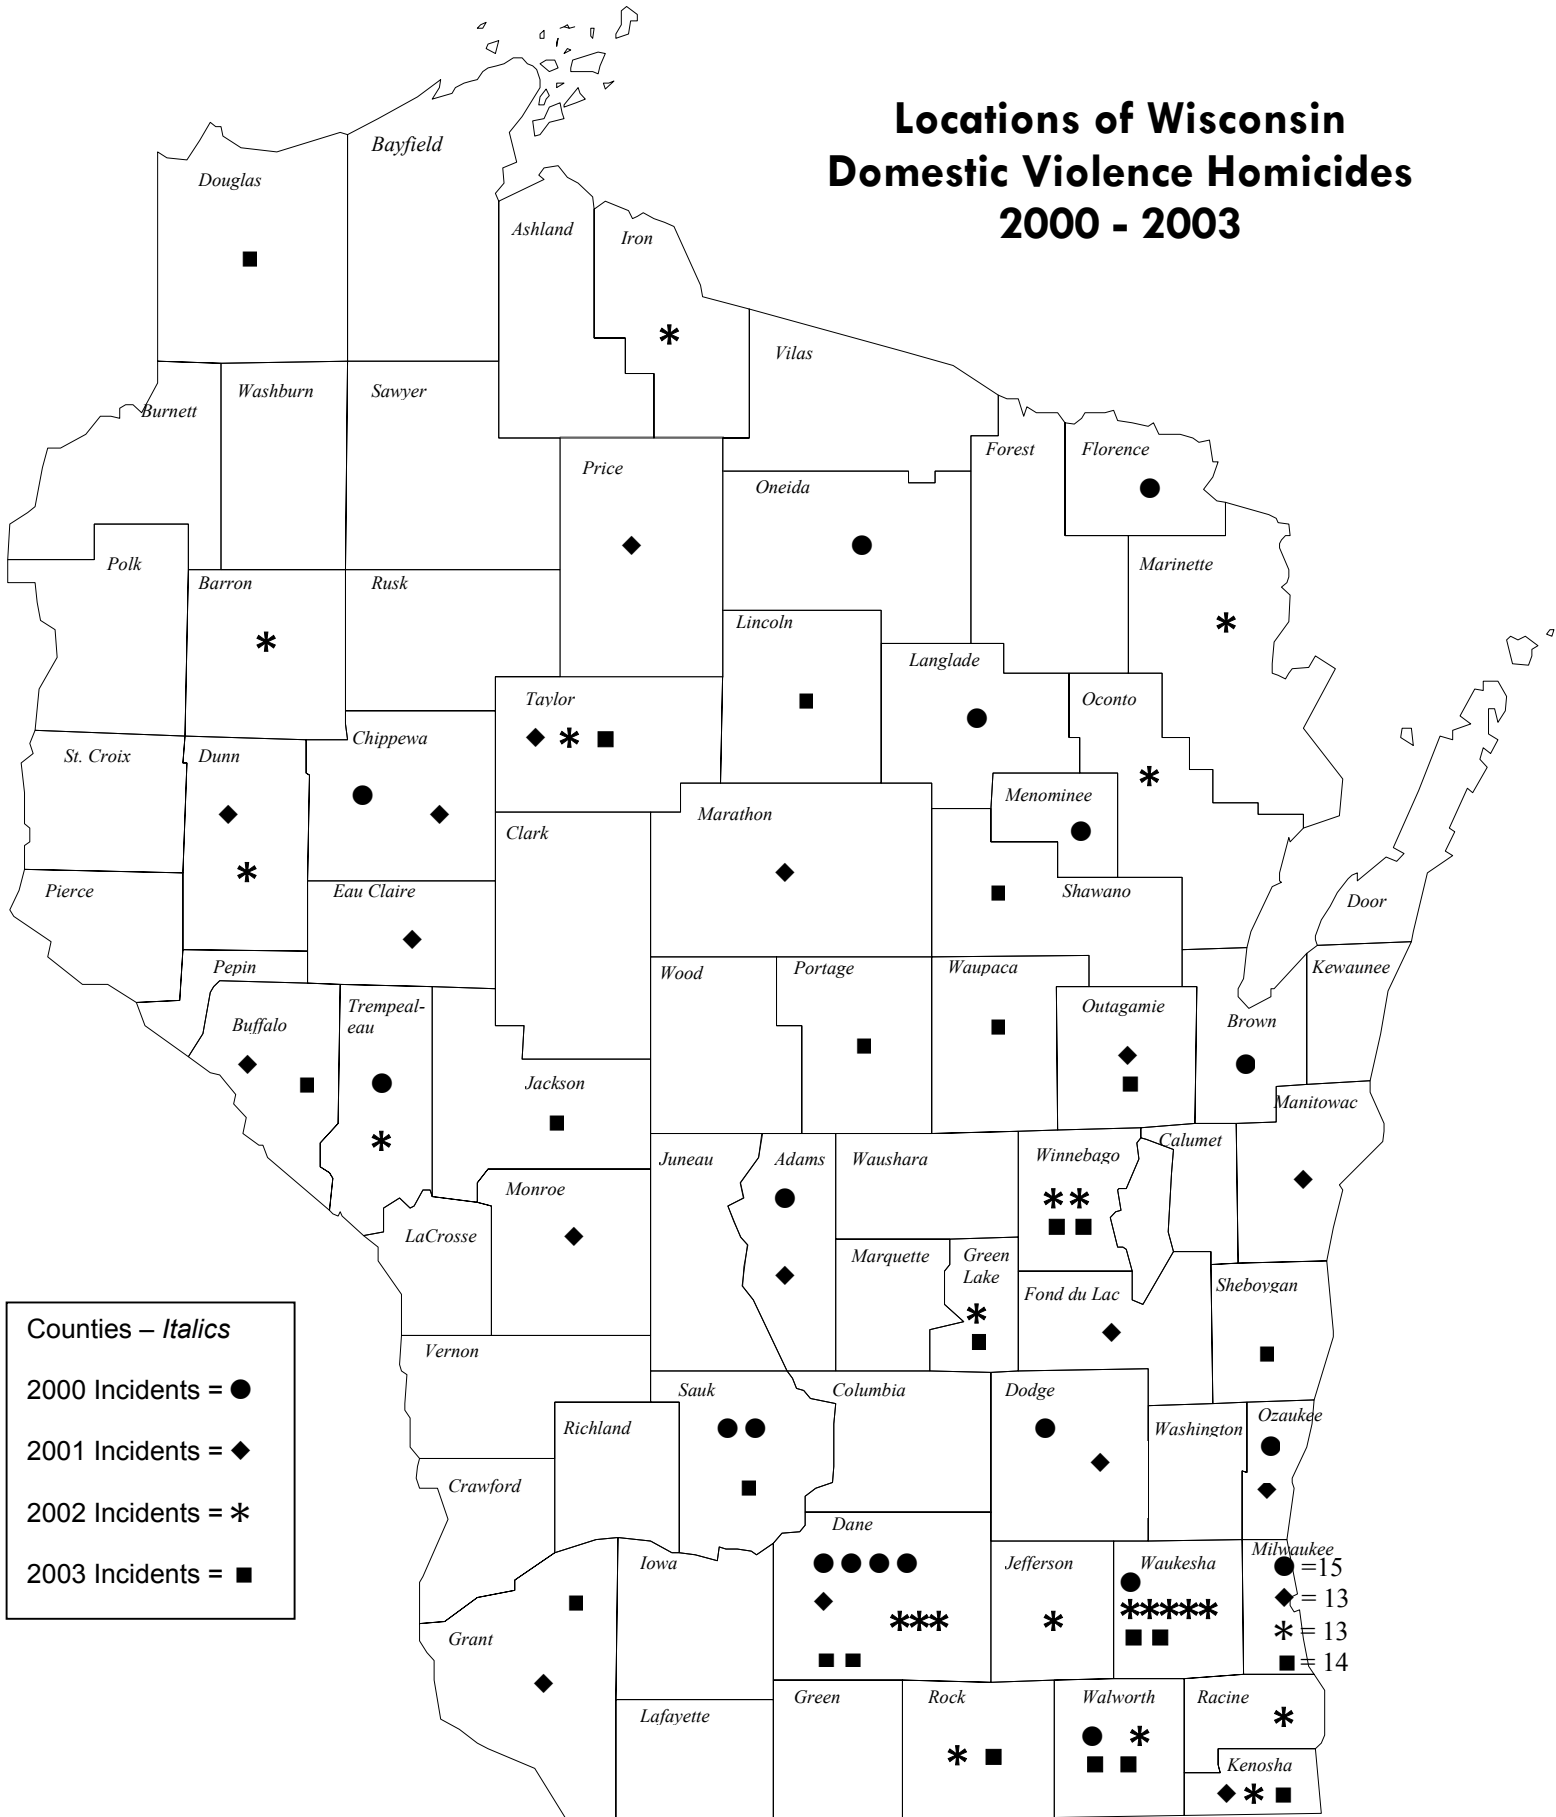 Locations of Wisconsin
Domestic Violence Homicides
2000 - 2003
Bayfield
Douglas
Ashland
Iron
Vilas
Burnett
Washburn
Sawyer
Price
Oneida
Forest
Florence
Polk
Barron
Rusk
Lincoln
Langlade
Marinette
Taylor
Oconto
St. Croix
Dunn
Chippewa
Menominee
Marathon
Clark
Pierce
Eau Claire
Shawano
Door
Pepin
Wood
Portage
Waupaca
Kewaunee
Buffalo
Trempeal-
eau
Outagamie
Brown
Jackson
Manitowoc
Juneau
Adams
Waushara
Winnebago
Calumet
Monroe
LaCrosse
Marquette
Green
Lake
Fond du Lac
Sheboygan
Counties – Italics
2000 Incidents = ●
2001 Incidents = ◆
2002 Incidents = *
2003 Incidents = ■
Vernon
Sauk
Columbia
Dodge
Richland
Washington
Ozaukee
Crawford
Dane
Iowa
Jefferson
Waukesha
Milwaukee
● =15
◆ = 13
* = 13
■ = 14
Grant
Lafayette
Green
Rock
Walworth
Racine
Kenosha